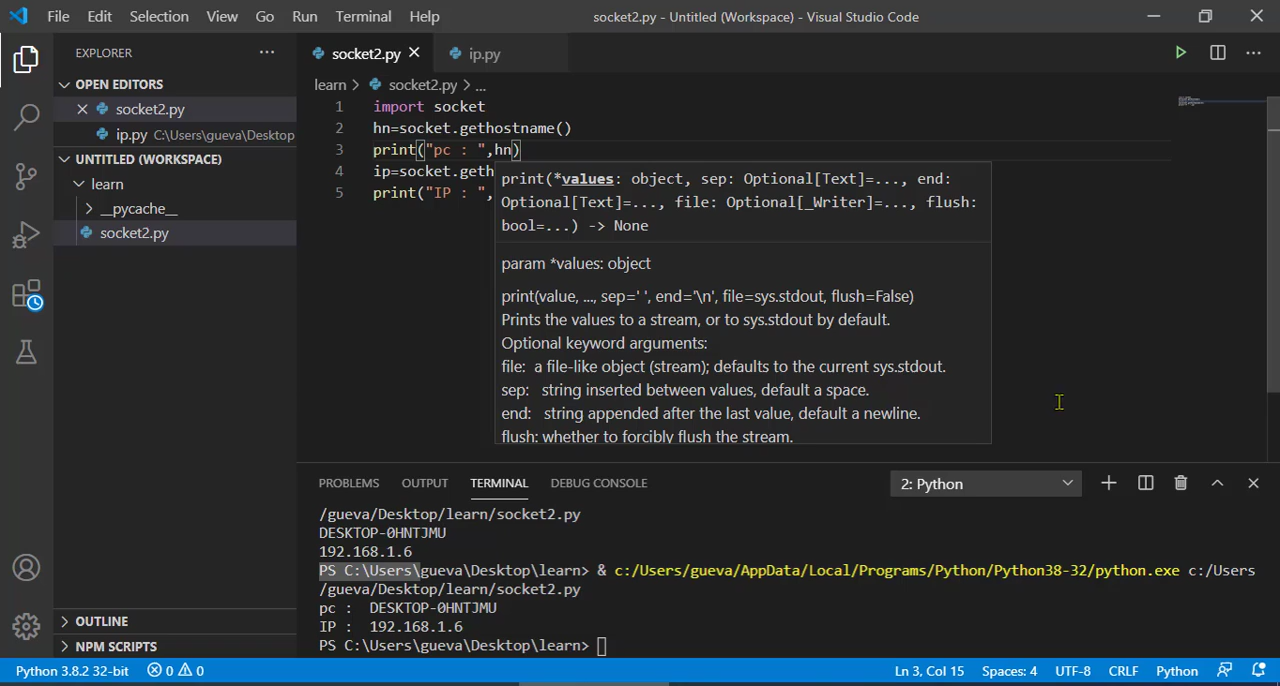 File Edit Selection View Go Run Terminal Help
socket2.py - Untitled (Workspace) - Visual Studio Code
EXPLORER
OPEN EDITORS
socket2.py
ip.py C:\Users\gueva\Desktop
UNTITLED (WORKSPACE)
learn
__pycache__
socket2.py
OUTLINE
NPM SCRIPTS
socket2.py
ip.py
learn > socket2.py > ...
1 import socket
2 hn=socket.gethostname()
3 print("pc : ",hn)
4 ip=socket.geth
5 print("IP : ",
print(*values: object, sep: Optional[Text]=..., end:
Optional[Text]=..., file: Optional[_Writer]=..., flush:
bool=...) -> None
param *values: object
print(value, ..., sep=' ', end='\n', file=sys.stdout, flush=False)
Prints the values to a stream, or to sys.stdout by default.
Optional keyword arguments:
file: a file-like object (stream); defaults to the current sys.stdout.
sep: string inserted between values, default a space.
end: string appended after the last value, default a newline.
flush: whether to forcibly flush the stream.
PROBLEMS OUTPUT TERMINAL DEBUG CONSOLE
2: Python
/gueva/Desktop/learn/socket2.py
DESKTOP-0HNTJMU
192.168.1.6
PS C:\Users\gueva\Desktop\learn> & c:/Users/gueva/AppData/Local/Programs/Python/Python38-32/python.exe c:/Users
/gueva/Desktop/learn/socket2.py
pc :  DESKTOP-0HNTJMU
IP :  192.168.1.6
PS C:\Users\gueva\Desktop\learn>
Python 3.8.2 32-bit 0 0
Ln 3, Col 15 Spaces: 4 UTF-8 CRLF Python